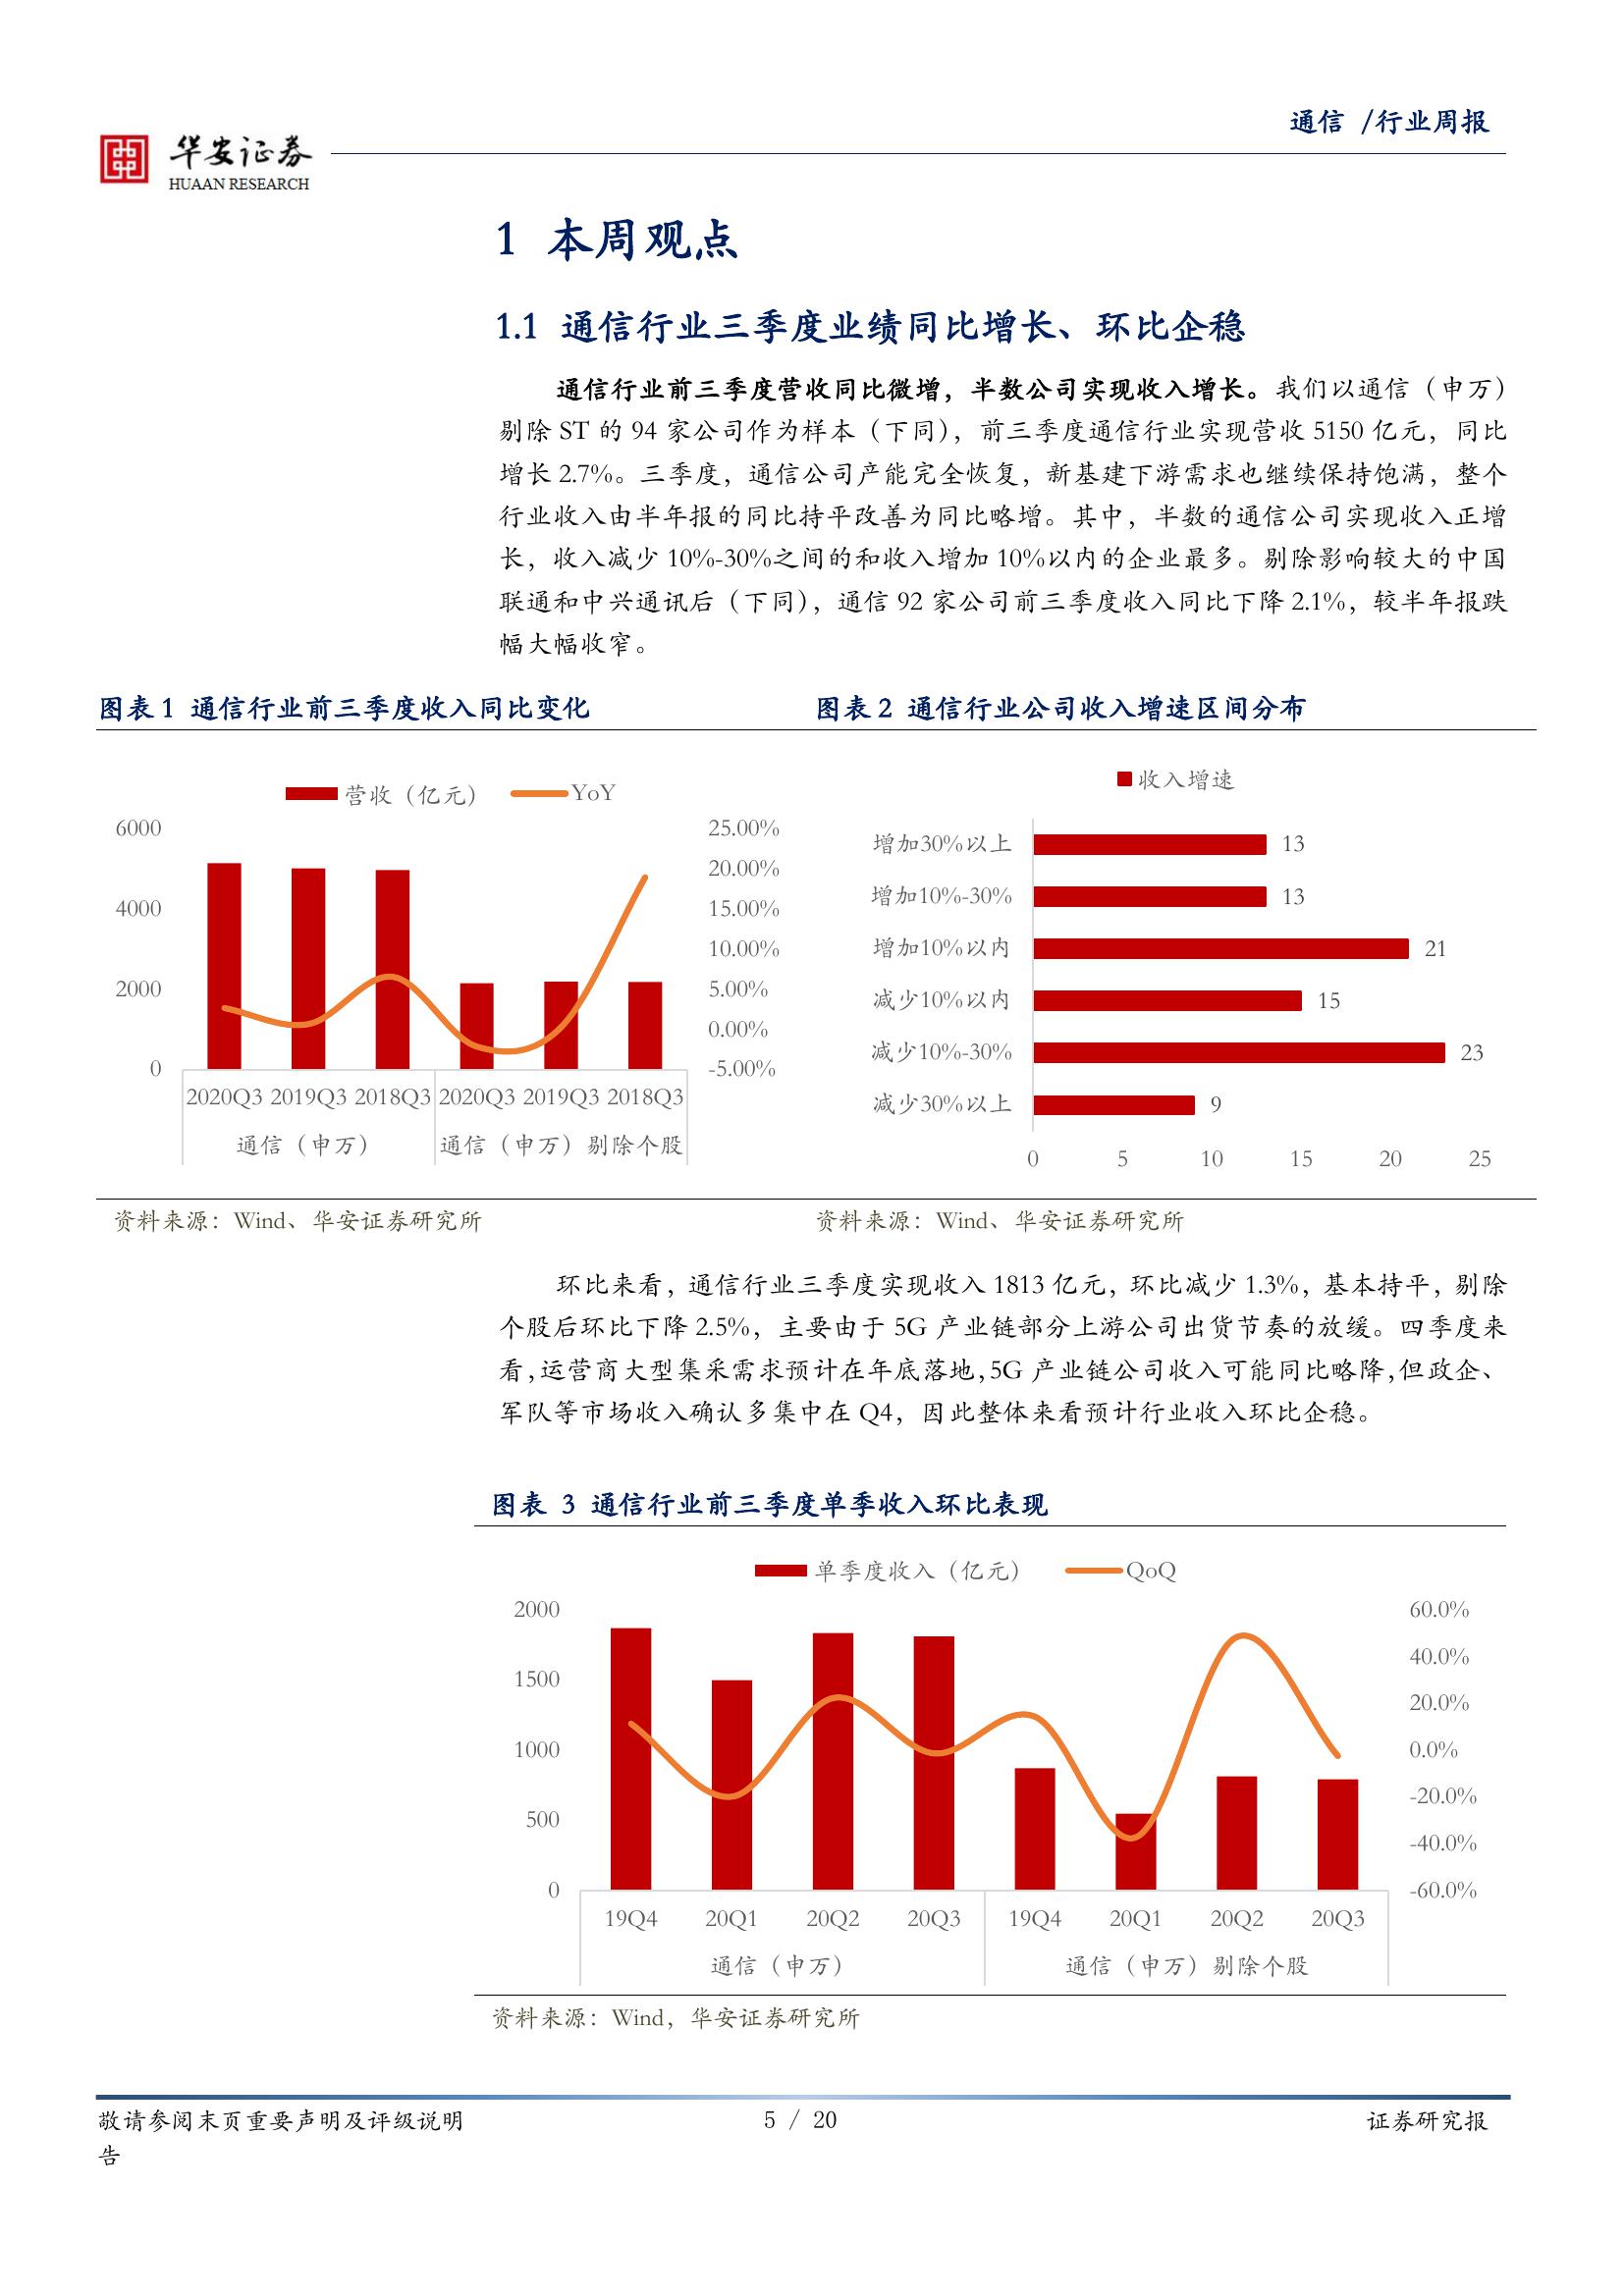 通信 /行业周报
华安证券
HUAAN RESEARCH
1 本周观点
1.1 通信行业三季度业绩同比增长、环比企稳
通信行业前三季度营收同比微增，半数公司实现收入增长。我们以通信（申万）
剔除 ST 的 94 家公司作为样本（下同），前三季度通信行业实现营收 5150 亿元，同比
增长 2.7%。三季度，通信公司产能完全恢复，新基建下游需求也继续保持饱满，整个
行业收入由半年报的同比持平改善为同比略增。其中，半数的通信公司实现收入正增
长，收入减少 10%-30%之间的和收入增加 10%以内的企业最多。剔除影响较大的中国
联通和中兴通讯后（下同），通信 92 家公司前三季度收入同比下降 2.1%，较半年报跌
幅大幅收窄。
图表 1 通信行业前三季度收入同比变化
营收（亿元）
YoY
6000
4000
2000
0
25.00%
20.00%
15.00%
10.00%
5.00%
0.00%
-5.00%
2020Q3 2019Q3 2018Q3 2020Q3 2019Q3 2018Q3
通信（申万）
通信（申万）剔除个股
资料来源：Wind、华安证券研究所
图表 2 通信行业公司收入增速区间分布
收入增速
增加30%以上 13
增加10%-30% 13
增加10%以内 21
减少10%以内 15
减少10%-30% 23
减少30%以上 9
0 5 10 15 20 25
资料来源：Wind、华安证券研究所
环比来看，通信行业三季度实现收入 1813 亿元，环比减少 1.3%，基本持平，剔除
个股后环比下降 2.5%，主要由于 5G 产业链部分上游公司出货节奏的放缓。四季度来
看，运营商大型集采需求预计在年底落地，5G 产业链公司收入可能同比略降，但政企、
军队等市场收入确认多集中在 Q4，因此整体来看预计行业收入环比企稳。
图表 3 通信行业前三季度单季收入环比表现
单季度收入（亿元）
QoQ
2000
1500
1000
500
0
60.0%
40.0%
20.0%
0.0%
-20.0%
-40.0%
-60.0%
19Q4 20Q1 20Q2 20Q3 19Q4 20Q1 20Q2 20Q3
通信（申万）
通信（申万）剔除个股
资料来源：Wind，华安证券研究所
敬请参阅末页重要声明及评级说明
5 / 20
证券研究报
告